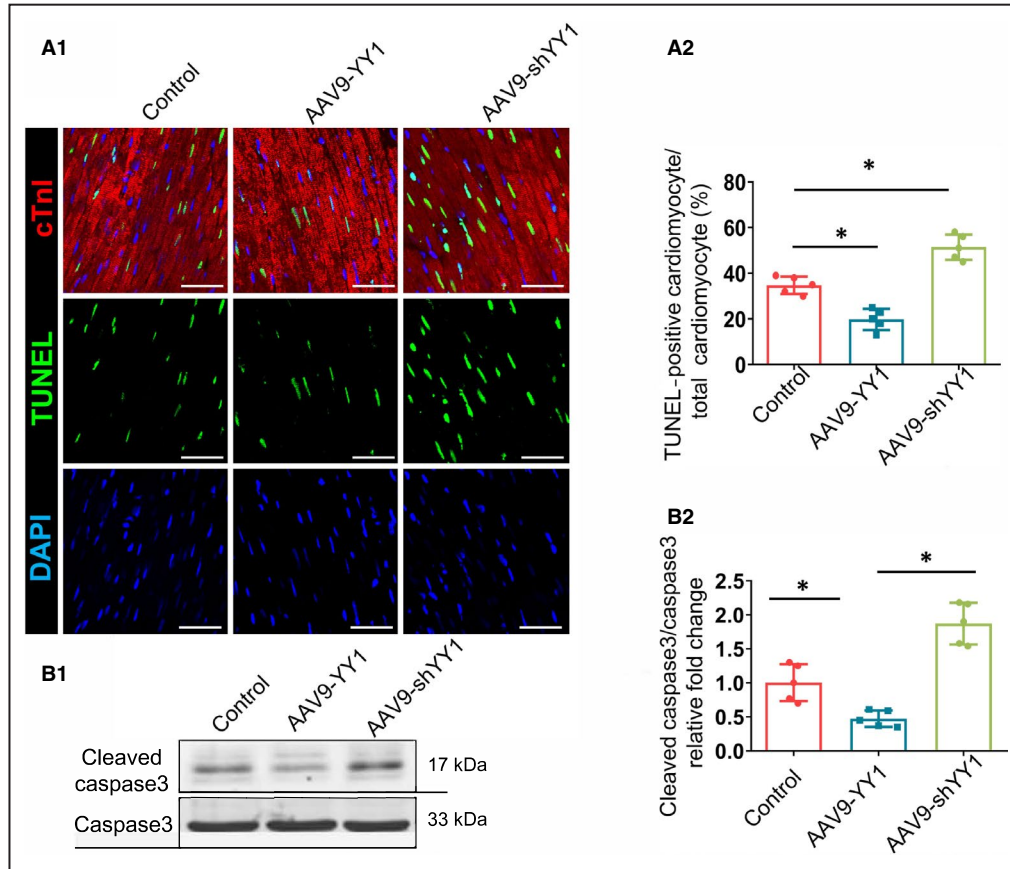 A1
Control
AAV9-YY1
AAV9-shYY1
cTnI
TUNEL
DAPI
A2
TUNEL-positive cardiomyocyte/
total cardiomyocyte (%)
80
60
40
20
0
*
*
Control
AAV9-YY1
AAV9-shYY1
B1
Control
AAV9-YY1
AAV9-shYY1
Cleaved
caspase3
17 kDa
Caspase3
33 kDa
B2
Cleaved caspase3/caspase3
relative fold change
2.5
2.0
1.5
1.0
0.5
0.0
*
*
Control
AAV9-YY1
AAV9-shYY1